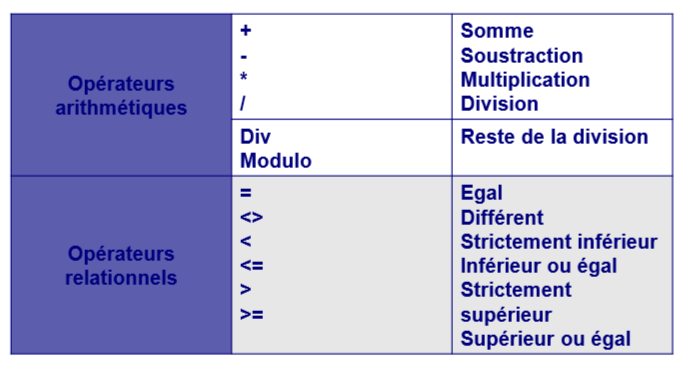 Opérateurs
arithmétiques
+
-
*
/
Somme
Soustraction
Multiplication
Division
Div
Modulo
Reste de la division
Opérateurs
relationnels
=
<>
<
<=
>
>=
Egal
Différent
Strictement inférieur
Inférieur ou égal
Strictement
supérieur
Supérieur ou égal